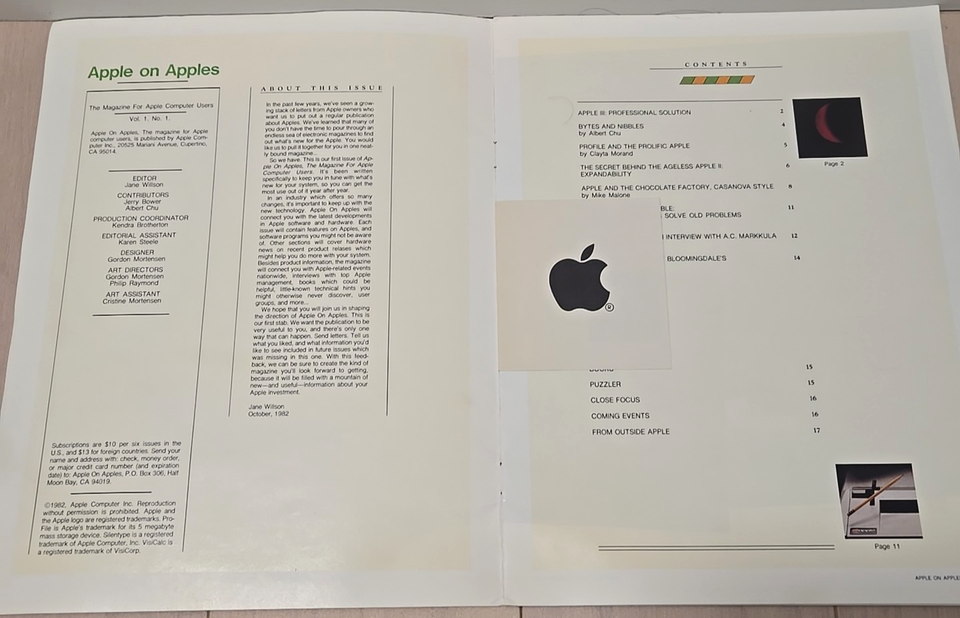 Apple on Apples
The Magazine For Apple Computer Users
Vol. 1. No. 1.
Apple On Apples, The magazine for Apple
computer users, is published by Apple Com-
puter Inc., 20525 Mariani Avenue, Cupertino,
CA 95014.
EDITOR
Jane Willson
CONTRIBUTORS
Jerry Bower
Albert Chu
PRODUCTION COORDINATOR
Kendra Brotherton
EDITORIAL ASSISTANT
Karen Steele
DESIGNER
Gordon Mortensen
ART DIRECTORS
Gordon Mortensen
Philip Raymond
ART ASSISTANT
Cristine Mortensen
Subscriptions are $10 per six issues in the
U.S., and $13 for foreign countries. Send your
name and address with: check, money order,
or major credit card number (and expiration
date) to: Apple On Apples, P.O. Box 306, Half
Moon Bay, CA 94019.
©1982, Apple Computer Inc. Reproduction
without permission is prohibited. Apple and
the Apple logo are registered trademarks. Pro-
File is Apple's trademark for its 5 megabyte
mass storage device. Silentype is a registered
trademark of Apple Computer, Inc. VisiCalc is
a registered trademark of VisiCorp.
ABOUT THIS ISSUE
In the past few years, we've seen a grow-
ing stack of letters from Apple owners who
want us to put out a regular publication
about Apples. We've learned that many of
you don't have the time to pour through an
endless sea of electronic magazines to find
out what's new for the Apple. You would
like us to put it together for you in one neat-
ly bound magazine...
So we have. This is our first issue of Ap-
ple On Apples, The Magazine For Apple
Computer Users. It's been written
specifically to keep you in tune with what's
new for your system, so you can get the
most use out of it year after year.
In an industry which offers so many
changes, it's important to keep up with the
new technology. Apple On Apples will
connect you with the latest developments
in Apple software and hardware. Each
issue will contain features on Apples, and
software programs you might not be aware
of. Other sections will cover hardware
news on recent product relases which
might help you do more with your system.
Besides product information, the magazine
will connect you with Apple-related events
nationwide, interviews with top Apple
management, books which could be
helpful, little-known technical hints you
might otherwise never discover, user
groups, and more...
We hope that you will join us in shaping
the direction of Apple On Apples. This is
our first stab. We want the publication to be
very useful to you, and there's only one
way that can happen. Send letters. Tell us
what you liked, and what information you'd
like to see included in future issues which
was missing in this one. With this feed-
back, we can be sure to create the kind of
magazine you'll look forward to getting,
because it will be filled with a mountain of
new—and useful—information about your
Apple investment.
Jane Willson
October, 1982
CONTENTS
APPLE III: PROFESSIONAL SOLUTION 2
BYTES AND NIBBLES 4
by Albert Chu
PROFILE AND THE PROLIFIC APPLE 5
by Clayta Morand
THE SECRET BEHIND THE AGELESS APPLE II: 6
EXPANDABILITY
APPLE AND THE CHOCOLATE FACTORY, CASANOVA STYLE 8
by Mike Malone
BLE: 11
SOLVE OLD PROBLEMS
INTERVIEW WITH A.C. MARKKULA 12
BLOOMINGDALE'S 14
15
PUZZLER 15
CLOSE FOCUS 16
COMING EVENTS 16
FROM OUTSIDE APPLE 17
Page 2
Page 11
®
APPLE ON APPLES